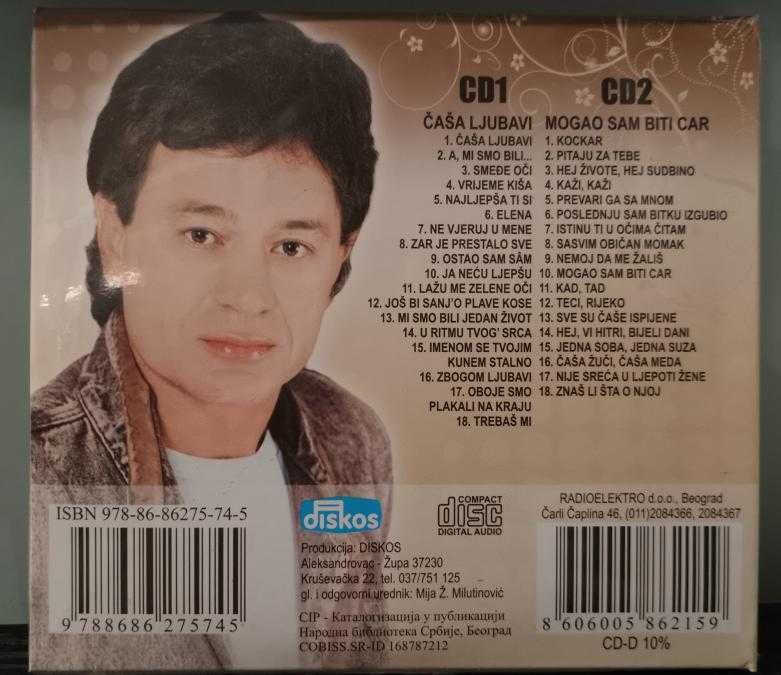 CD1
ČAŠA LJUBAVI
1. ČAŠA LJUBAVI
2. A, MI SMO BILI...
3. SMEĐE OČI
4. VRIJEME KIŠA
5. NAJLJEPŠA TI SI
6. ELENA
7. NE VJERUJ U MENE
8. ZAR JE PRESTALO SVE
9. OSTAO SAM SÂM
10. JA NEĆU LJEPŠU
11. LAŽU ME ZELENE OČI
12. JOŠ BI SANJ'O PLAVE KOSE
13. MI SMO BILI JEDAN ŽIVOT
14. U RITMU TVOG' SRCA
15. IMENOM SE TVOJIM
KUNEM STALNO
16. ZBOGOM LJUBAVI
17. OBOJE SMO
PLAKALI NA KRAJU
18. TREBAŠ MI
CD2
MOGAO SAM BITI CAR
1. KOCKAR
2. PITAJU ZA TEBE
3. HEJ ŽIVOTE, HEJ SUDBINO
4. KAŽI, KAŽI
5. PREVARI GA SA MNOM
6. POSLEDNJU SAM BITKU IZGUBIO
7. ISTINU TI U OČIMA ČITAM
8. SASVIM OBIČAN MOMAK
9. NEMOJ DA ME ŽALIŠ
10. MOGAO SAM BITI CAR
11. KAD, TAD
12. TECI, RIJEKO
13. SVE SU ČAŠE ISPIJENE
14. HEJ, VI HITRI, BIJELI DANI
15. JEDNA SOBA, JEDNA SUZA
16. ČAŠA ŽUČI, ČAŠA MEDA
17. NIJE SREĆA U LJEPOTI ŽENE
18. ZNAŠ LI ŠTA O NJOJ
ISBN 978-86-86275-74-5
9 788686 275745
diskos
COMPACT
disc
DIGITAL AUDIO
Produkcija: DISKOS
Aleksandrovac - Župa 37230
Kruševačka 22, tel. 037/751 125
gl. i odgovorni urednik: Mija Ž. Milutinović
CIP - Каталогизација у публикацији
Народна библиотека Србије, Београд
COBISS.SR-ID 168787212
RADIOELEKTRO d.o.o., Beograd
Čarli Čaplina 46, (011)2084366, 2084367
8 606005 862159
CD-D 10%